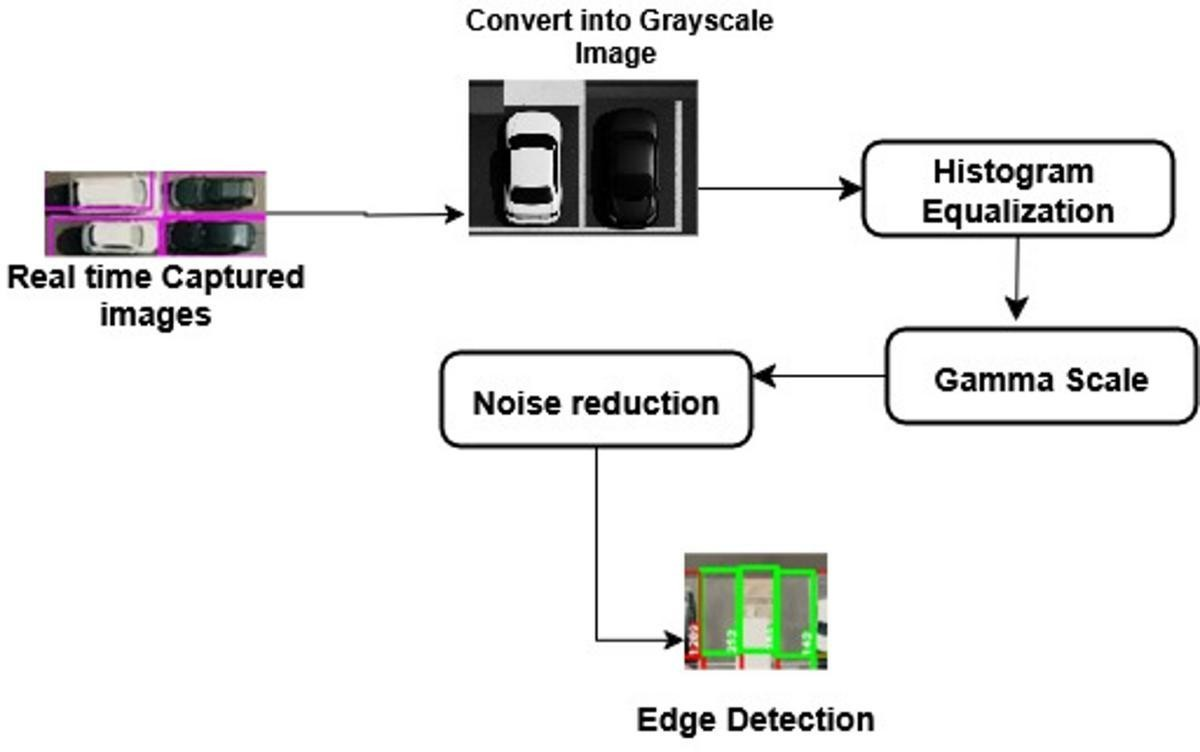 Convert into Grayscale
Image
Histogram
Equalization
Real time Captured
images
Gamma Scale
Noise reduction
Edge Detection